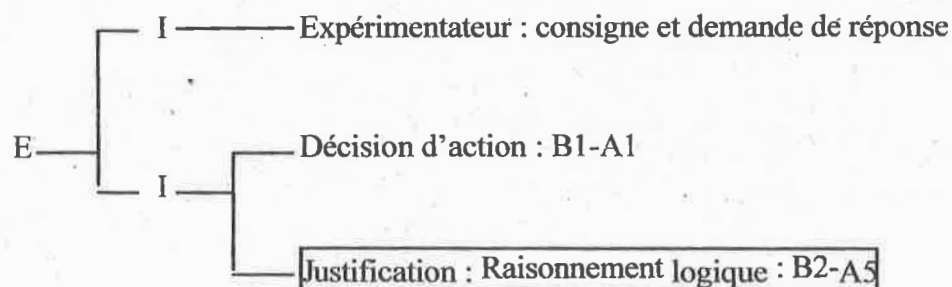 I Expérimentateur : consigne et demande de réponse
E
Décision d'action : B1-A1
I
Justification : Raisonnement logique : B2-A5